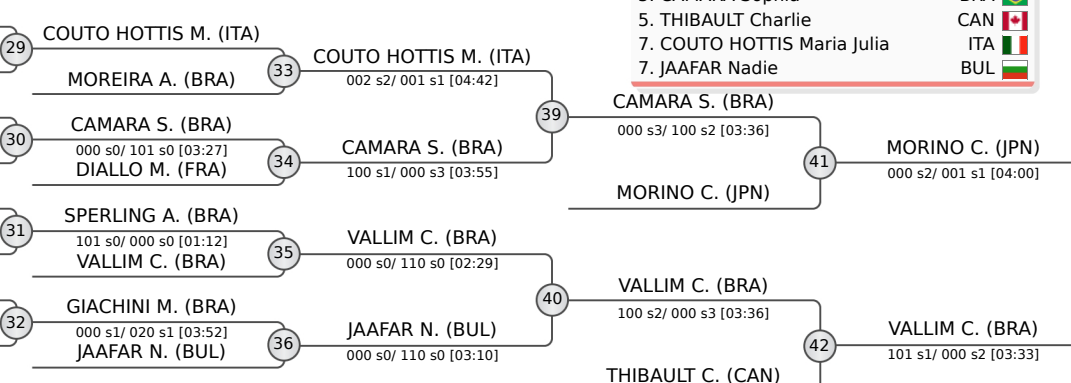 BRA
5. THIBAULT Charlie CAN
7. COUTO HOTTIS Maria Julia ITA
7. JAAFAR Nadie BUL
29
COUTO HOTTIS M. (ITA)
MOREIRA A. (BRA)
33
COUTO HOTTIS M. (ITA)
002 s2/ 001 s1 [04:42]
30
CAMARA S. (BRA)
000 s0/ 101 s0 [03:27]
DIALLO M. (FRA)
34
CAMARA S. (BRA)
100 s1/ 000 s3 [03:55]
39
CAMARA S. (BRA)
000 s3/ 100 s2 [03:36]
MORINO C. (JPN)
41
MORINO C. (JPN)
000 s2/ 001 s1 [04:00]
31
SPERLING A. (BRA)
101 s0/ 000 s0 [01:12]
VALLIM C. (BRA)
35
VALLIM C. (BRA)
000 s0/ 110 s0 [02:29]
32
GIACHINI M. (BRA)
000 s1/ 020 s1 [03:52]
JAAFAR N. (BUL)
36
JAAFAR N. (BUL)
000 s0/ 110 s0 [03:10]
40
VALLIM C. (BRA)
100 s2/ 000 s3 [03:36]
THIBAULT C. (CAN)
42
VALLIM C. (BRA)
101 s1/ 000 s2 [03:33]